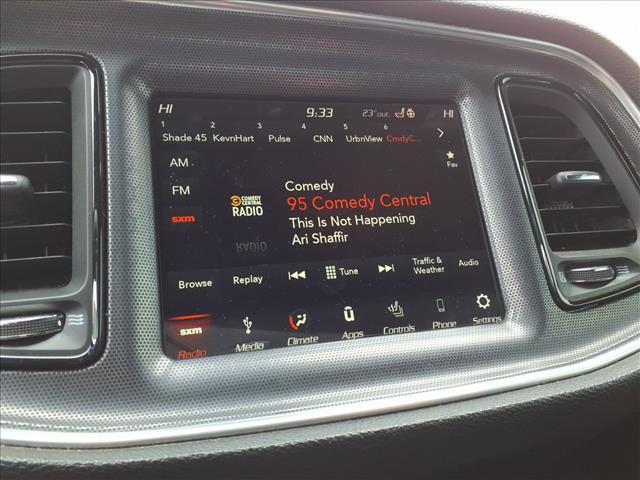 HI 9:33 23°out HI
1 2 3 4 5 6
Shade 45 KevnHart Pulse CNN UrbnView CmdyC...
AM
Fav
FM
sxm
COMEDY CENTRAL RADIO
Comedy
95 Comedy Central
This Is Not Happening
Ari Shaffir
Browse Replay Tune Traffic & Weather Audio
sxm
Radio Media Climate Apps Controls Phone Settings